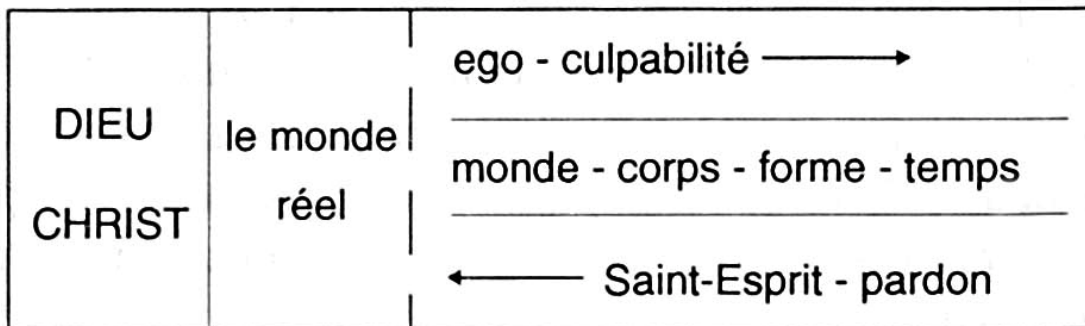 DIEU
CHRIST
le monde
réel
ego - culpabilité
monde - corps - forme - temps
Saint-Esprit - pardon